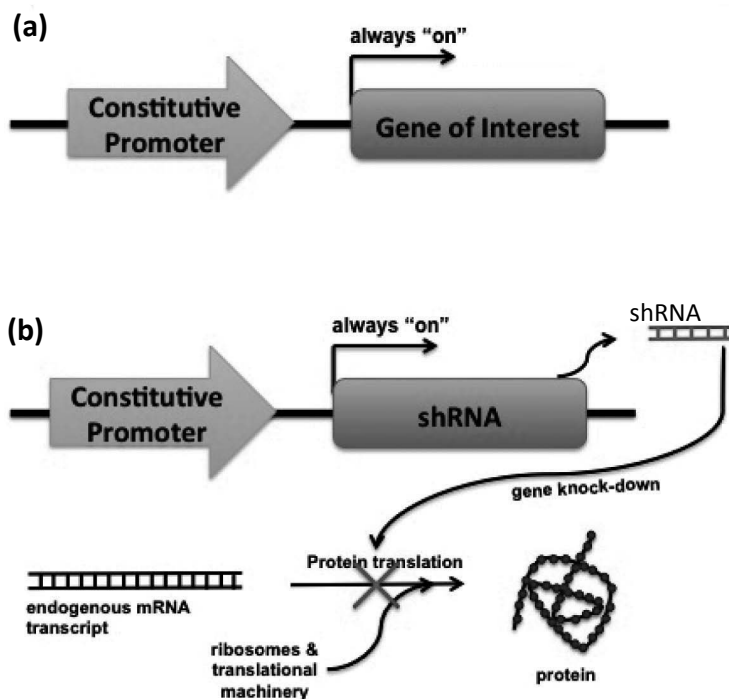 (a)
always "on"
Constitutive
Promoter
Gene of Interest
(b)
always "on"
shRNA
Constitutive
Promoter
shRNA
gene knock-down
Protein translation
endogenous mRNA
transcript
ribosomes &
translational
machinery
protein